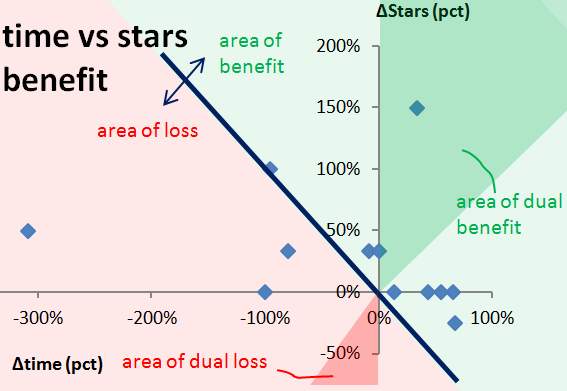 ΔStars (pct)
time vs stars
benefit
area of
benefit
area of loss
200%
150%
100%
50%
0%
-50%
area of dual
benefit
-300%
-200%
-100%
0%
100%
Δtime (pct)
area of dual loss